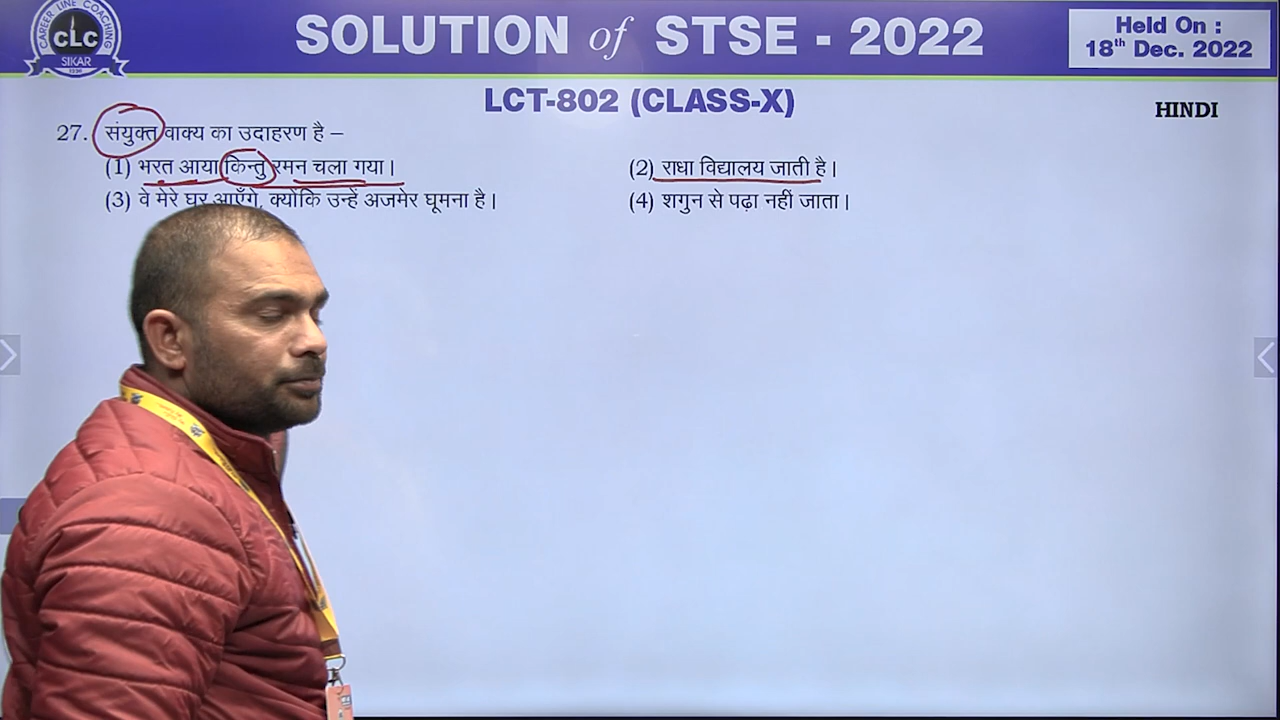 CAREER LINE COACHING
CLC
SIKAR
1996
SOLUTION of STSE - 2022
Held On :
18th Dec. 2022
LCT-802 (CLASS-X)
HINDI
27. संयुक्त वाक्य का उदाहरण है –
(1) भरत आया किन्तु रमन चला गया। (2) राधा विद्यालय जाती है।
(3) वे मेरे घर आएँगे, क्योंकि उन्हें अजमेर घूमना है। (4) शगुन से पढ़ा नहीं जाता।